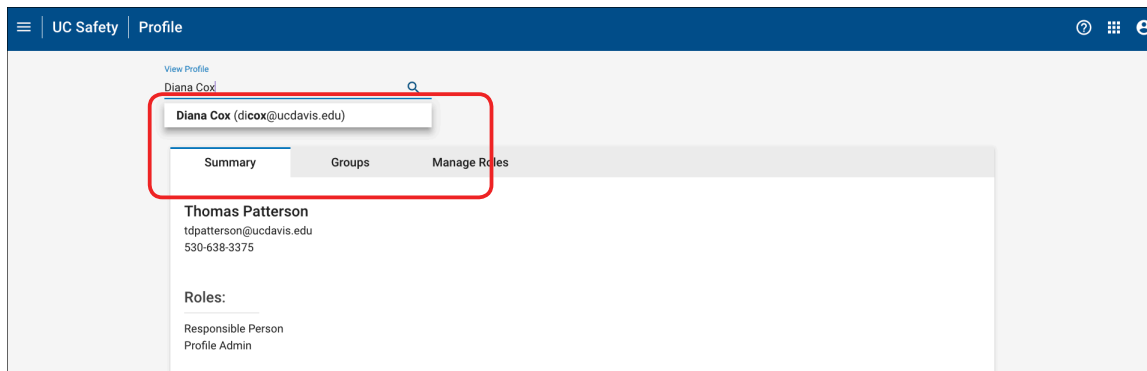 UC Safety Profile
View Profile
Diana Cox
Diana Cox (dicox@ucdavis.edu)
Summary Groups Manage Roles
Thomas Patterson
tdpatterson@ucdavis.edu
530-638-3375
Roles:
Responsible Person
Profile Admin